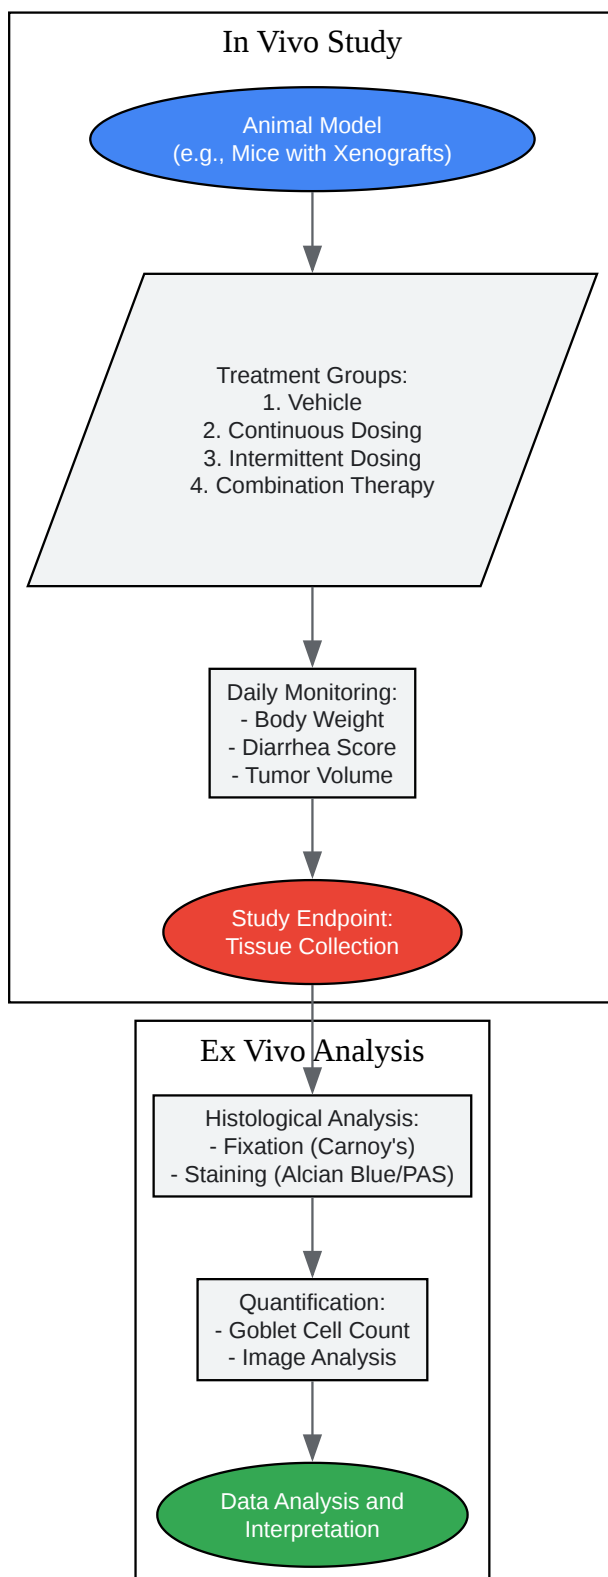 In Vivo Study
Animal Model
(e.g., Mice with Xenografts)
Treatment Groups:
1. Vehicle
2. Continuous Dosing
3. Intermittent Dosing
4. Combination Therapy
Daily Monitoring:
- Body Weight
- Diarrhea Score
- Tumor Volume
Study Endpoint:
Tissue Collection
Ex Vivo Analysis
Histological Analysis:
- Fixation (Carnoy's)
- Staining (Alcian Blue/PAS)
Quantification:
- Goblet Cell Count
- Image Analysis
Data Analysis and
Interpretation